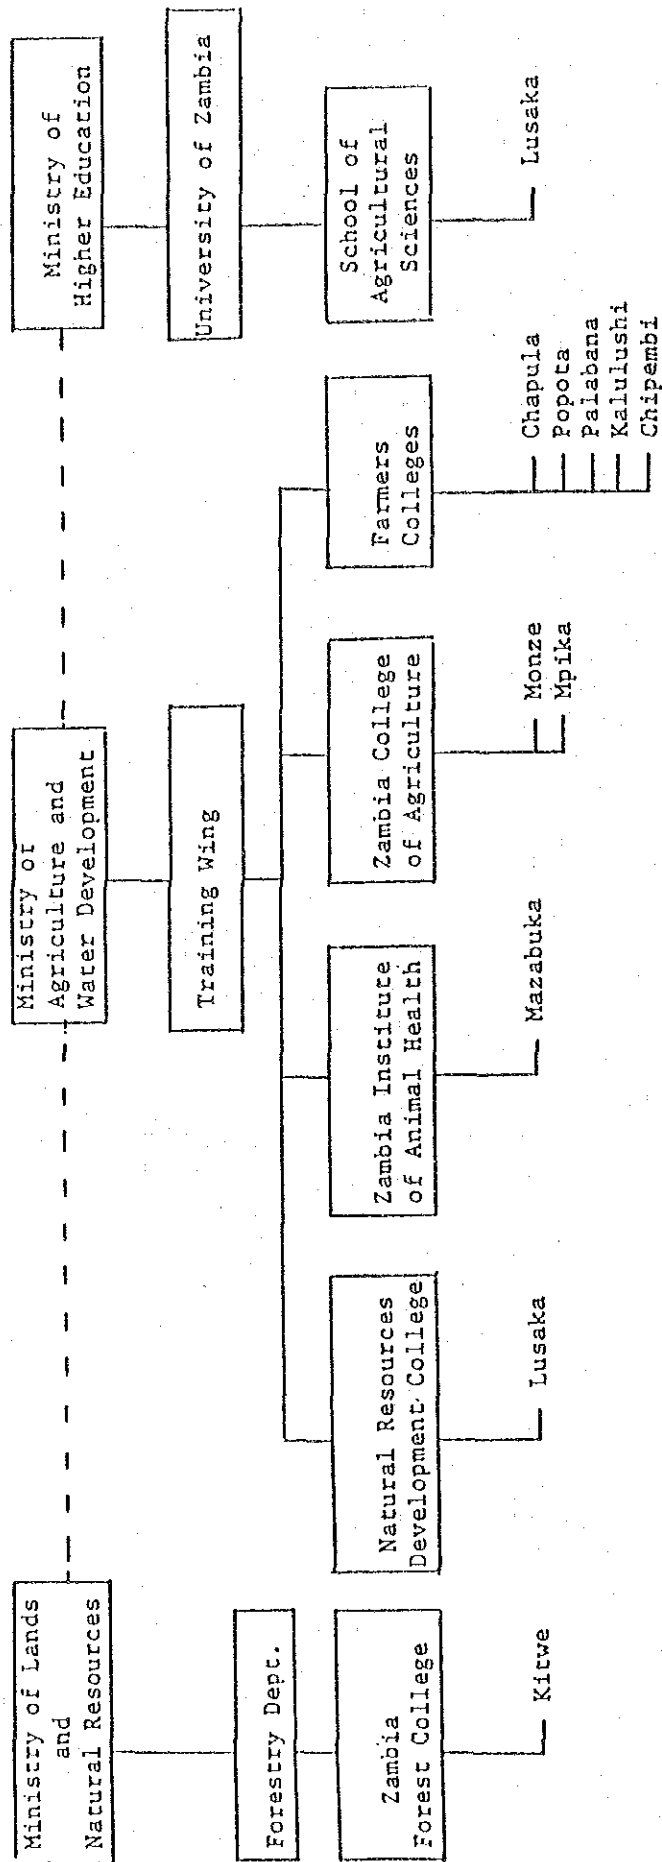 Ministry of Lands
and
Natural Resources
Ministry or
Agriculture and
Water Development
Ministry of
Higher Education
Forestry Dept.
Training Wing
University of Zambia
Zambia
Forest College
Natural Resources
Development College
Zambia Institute
of Animal Health
Zambia College
of Agriculture
Farmers
Colleges
School of
Agricultural
Sciences
Kitwe
Lusaka
Mazabuka
Monze
Mpika
Chapula
Popota
Palabana
Kalulushi
Chipembi
Lusaka